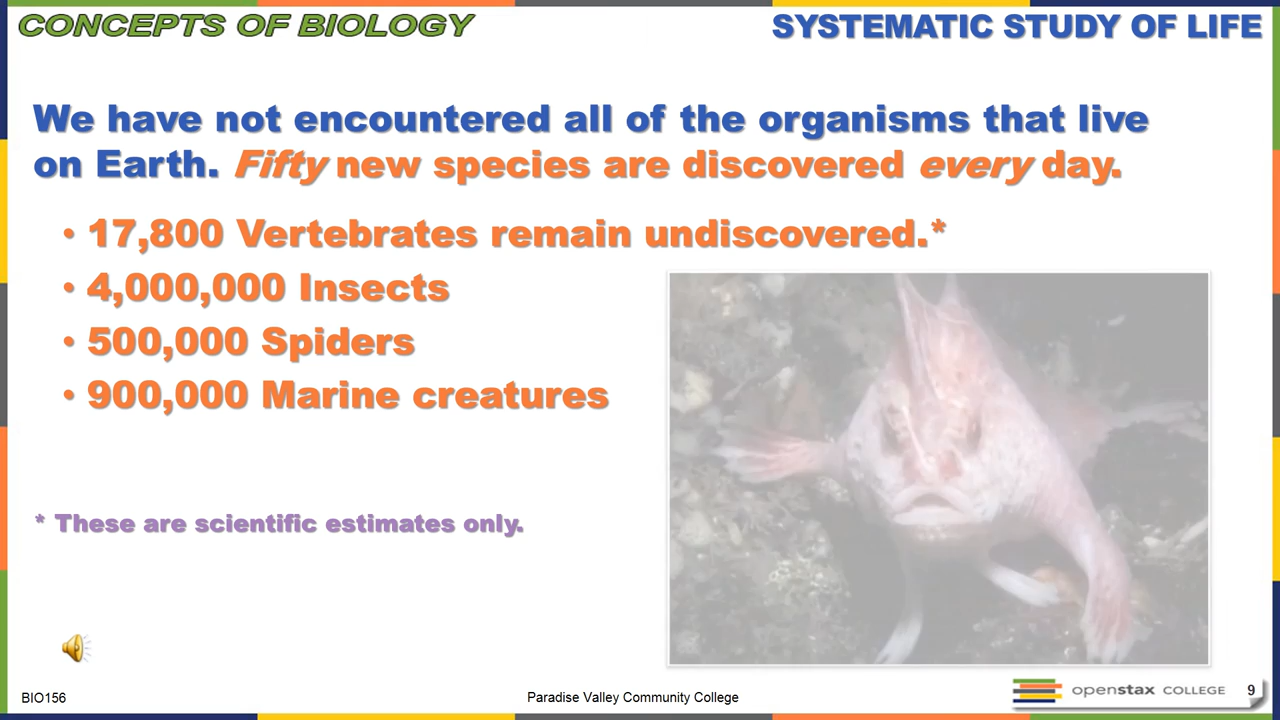 CONCEPTS OF BIOLOGY
SYSTEMATIC STUDY OF LIFE
We have not encountered all of the organisms that live
on Earth. Fifty new species are discovered every day.
• 17,800 Vertebrates remain undiscovered.*
• 4,000,000 Insects
• 500,000 Spiders
• 900,000 Marine creatures
* These are scientific estimates only.
BIO156
Paradise Valley Community College
openstax COLLEGE
9